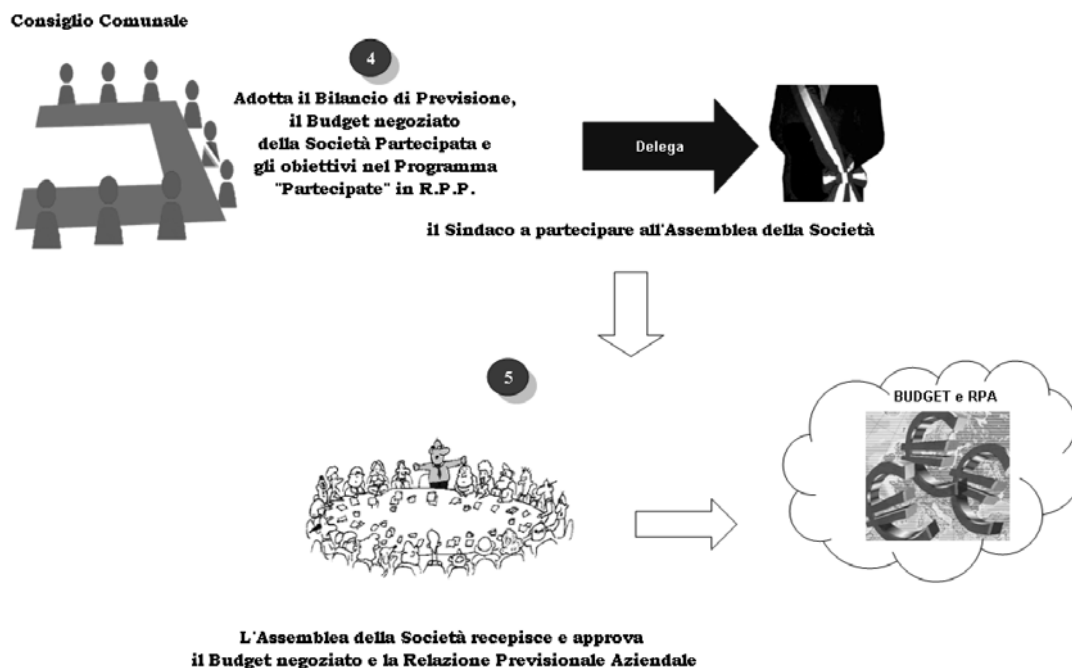 Consiglio Comunale
4
Adotta il Bilancio di Previsione,
il Budget negoziato
della Società Partecipata e
gli obiettivi nel Programma
"Partecipate" in R.P.P.
Delega
il Sindaco a partecipare all'Assemblea della Società
5
BUDGET e RPA
L'Assemblea della Società recepisce e approva
il Budget negoziato e la Relazione Previsionale Aziendale